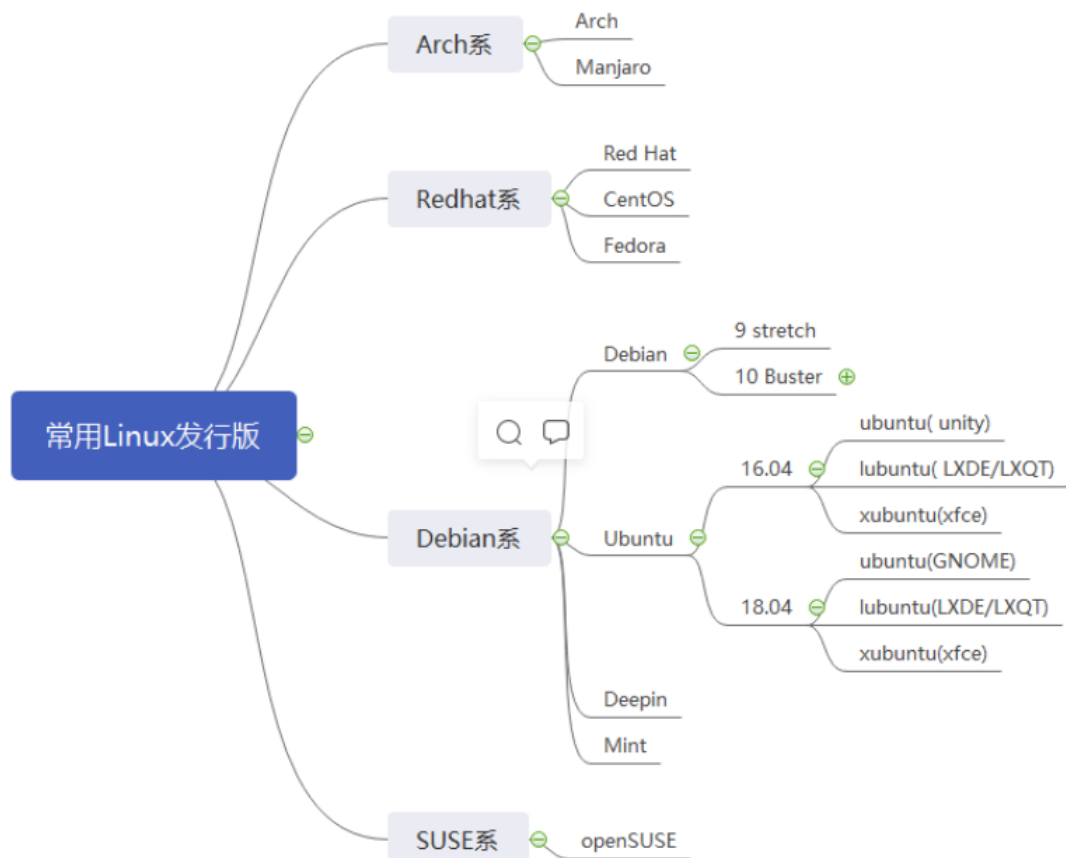 常用Linux发行版
Arch系
Arch
Manjaro
Redhat系
Red Hat
CentOS
Fedora
Debian系
Debian
9 stretch
10 Buster
Ubuntu
16.04
ubuntu( unity)
lubuntu( LXDE/LXQT)
xubuntu(xfce)
18.04
ubuntu(GNOME)
lubuntu(LXDE/LXQT)
xubuntu(xfce)
Deepin
Mint
SUSE系
openSUSE